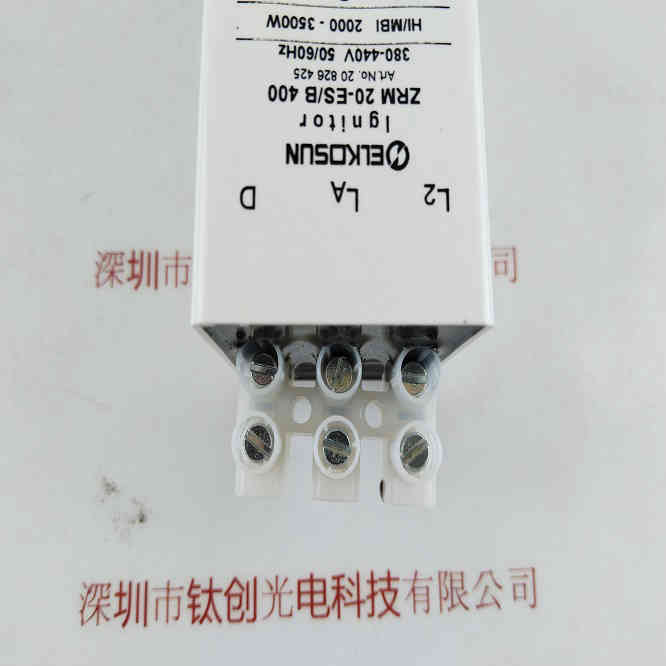 L2 LA D
ELKOSUN
Ignitor
ZRM 20-ES/B 400
Art.No. 20 826 425
380-440V 50/60Hz
HI/MBI 2000 - 3500W
深圳市 司
深圳市钛创光电科技有限公司